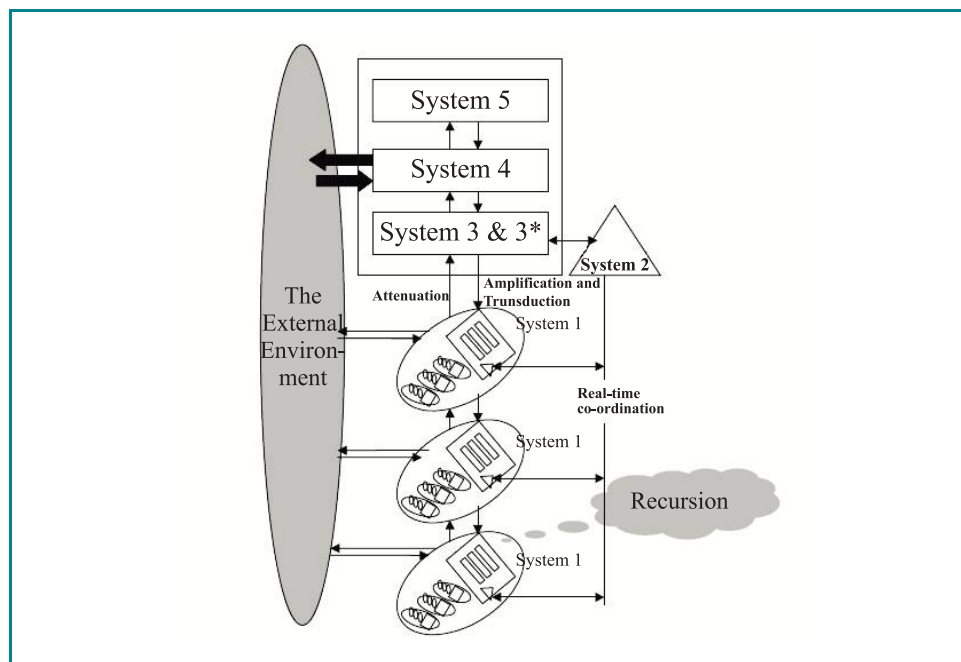 System 5
System 4
System 3 & 3*
System 2
Attenuation
Amplification and
Trunsduction
The
External
Environ-
ment
System 1
Real-time
co-ordination
System 1
Recursion
System 1